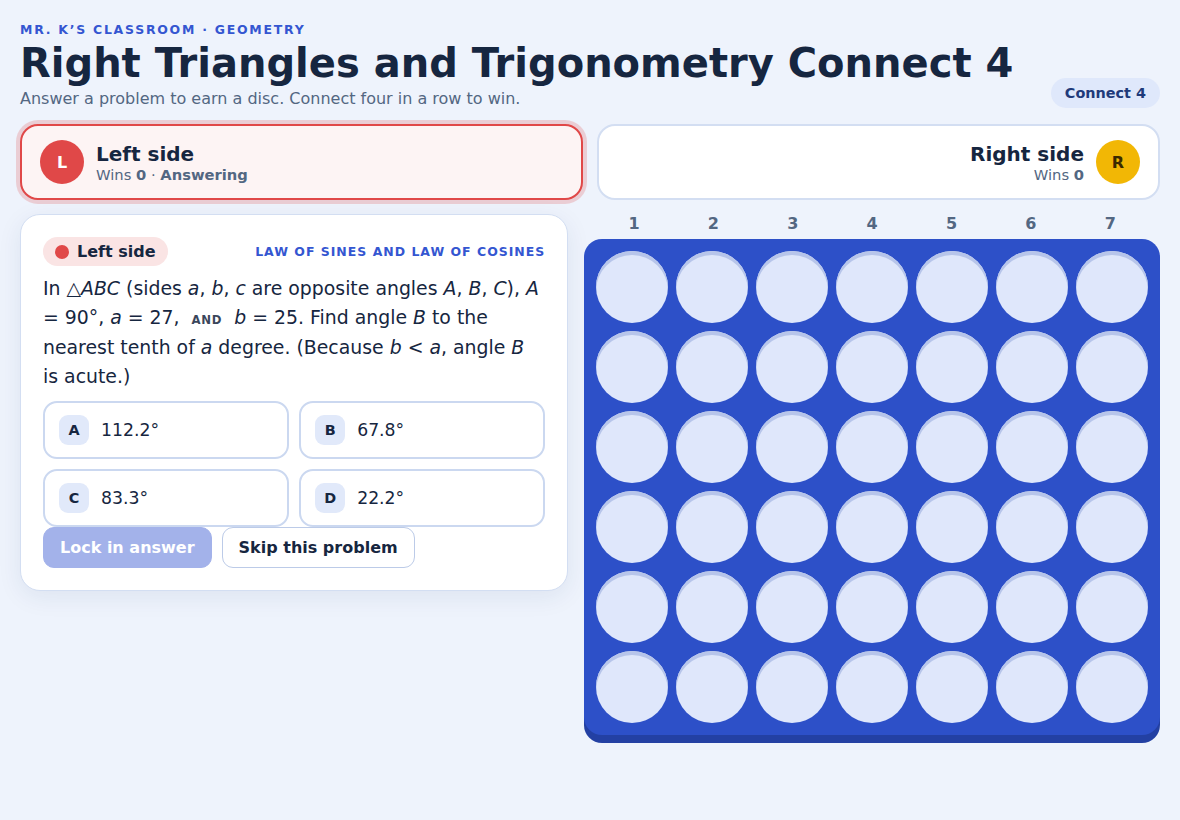 MR. K’S CLASSROOM · GEOMETRY
Right Triangles and Trigonometry Connect 4
Answer a problem to earn a disc. Connect four in a row to win.
Connect 4
L
Left side
Wins 0 · Answering
Right side
Wins 0
R
Left side
LAW OF SINES AND LAW OF COSINES
In △ABC (sides a, b, c are opposite angles A, B, C), A
= 90°, a = 27, AND b = 25. Find angle B to the
nearest tenth of a degree. (Because b < a, angle B
is acute.)
A 112.2°
B 67.8°
C 83.3°
D 22.2°
Lock in answer
Skip this problem
1 2 3 4 5 6 7